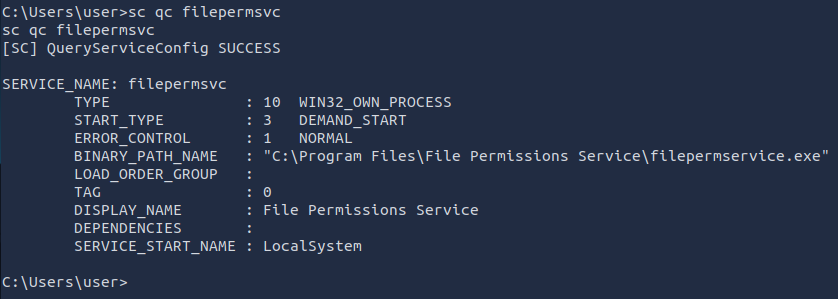 C:\Users\user>sc qc filepermsvc
sc qc filepermsvc
[SC] QueryServiceConfig SUCCESS

SERVICE_NAME: filepermsvc
        TYPE               : 10  WIN32_OWN_PROCESS
        START_TYPE         : 3   DEMAND_START
        ERROR_CONTROL      : 1   NORMAL
        BINARY_PATH_NAME   : "C:\Program Files\File Permissions Service\filepermservice.exe"
        LOAD_ORDER_GROUP   :
        TAG                : 0
        DISPLAY_NAME       : File Permissions Service
        DEPENDENCIES       :
        SERVICE_START_NAME : LocalSystem

C:\Users\user>